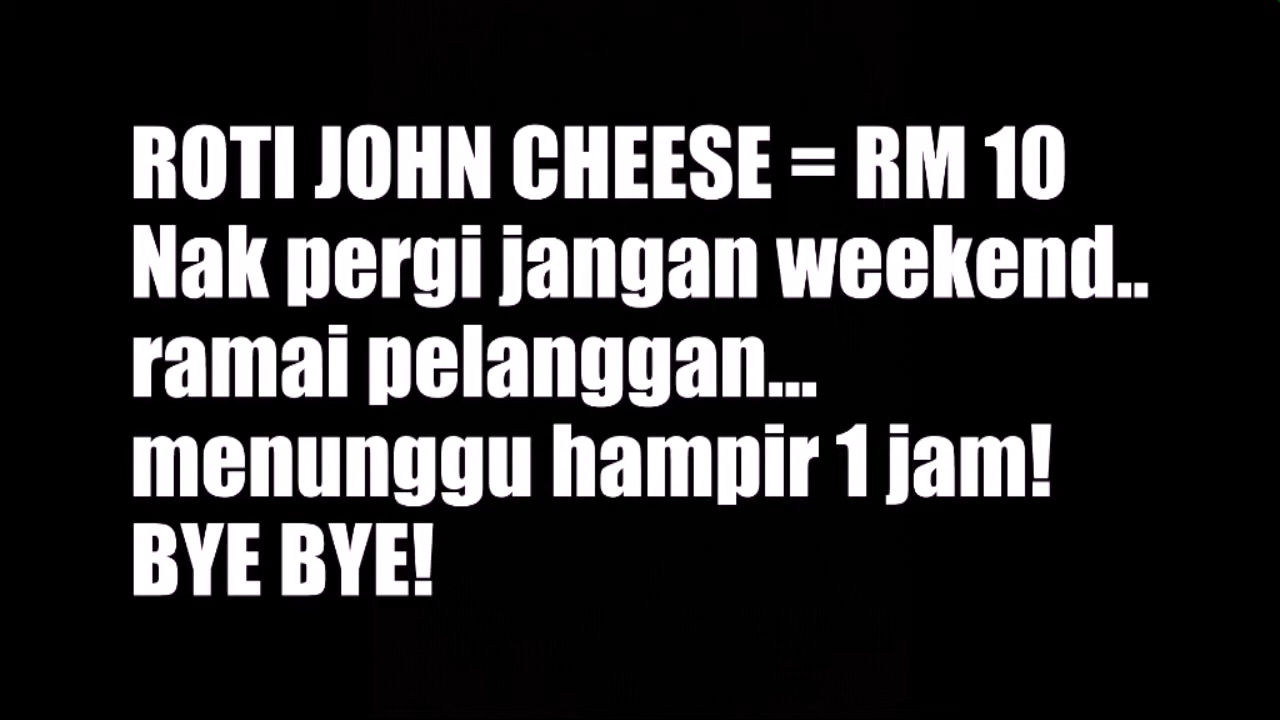 ROTI JOHN CHEESE = RM 10
Nak pergi jangan weekend..
ramai pelanggan...
menunggu hampir 1 jam!
BYE BYE!